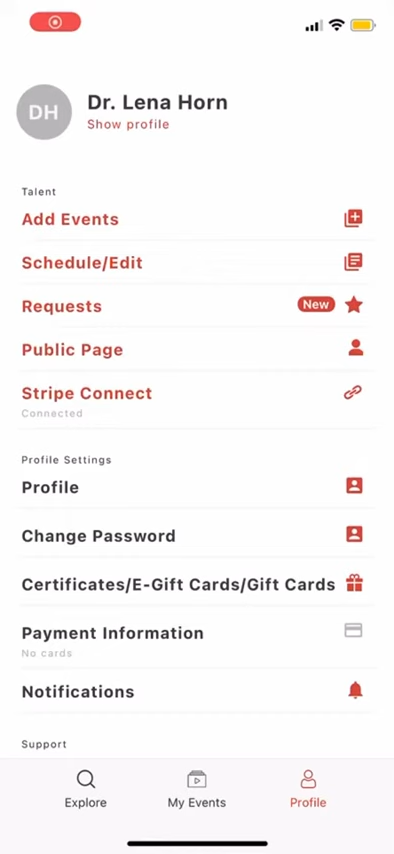 DH
Dr. Lena Horn
Show profile
Talent
Add Events
Schedule/Edit
Requests
New
Public Page
Stripe Connect
Connected
Profile Settings
Profile
Change Password
Certificates/E-Gift Cards/Gift Cards
Payment Information
No cards
Notifications
Support
Explore
My Events
Profile